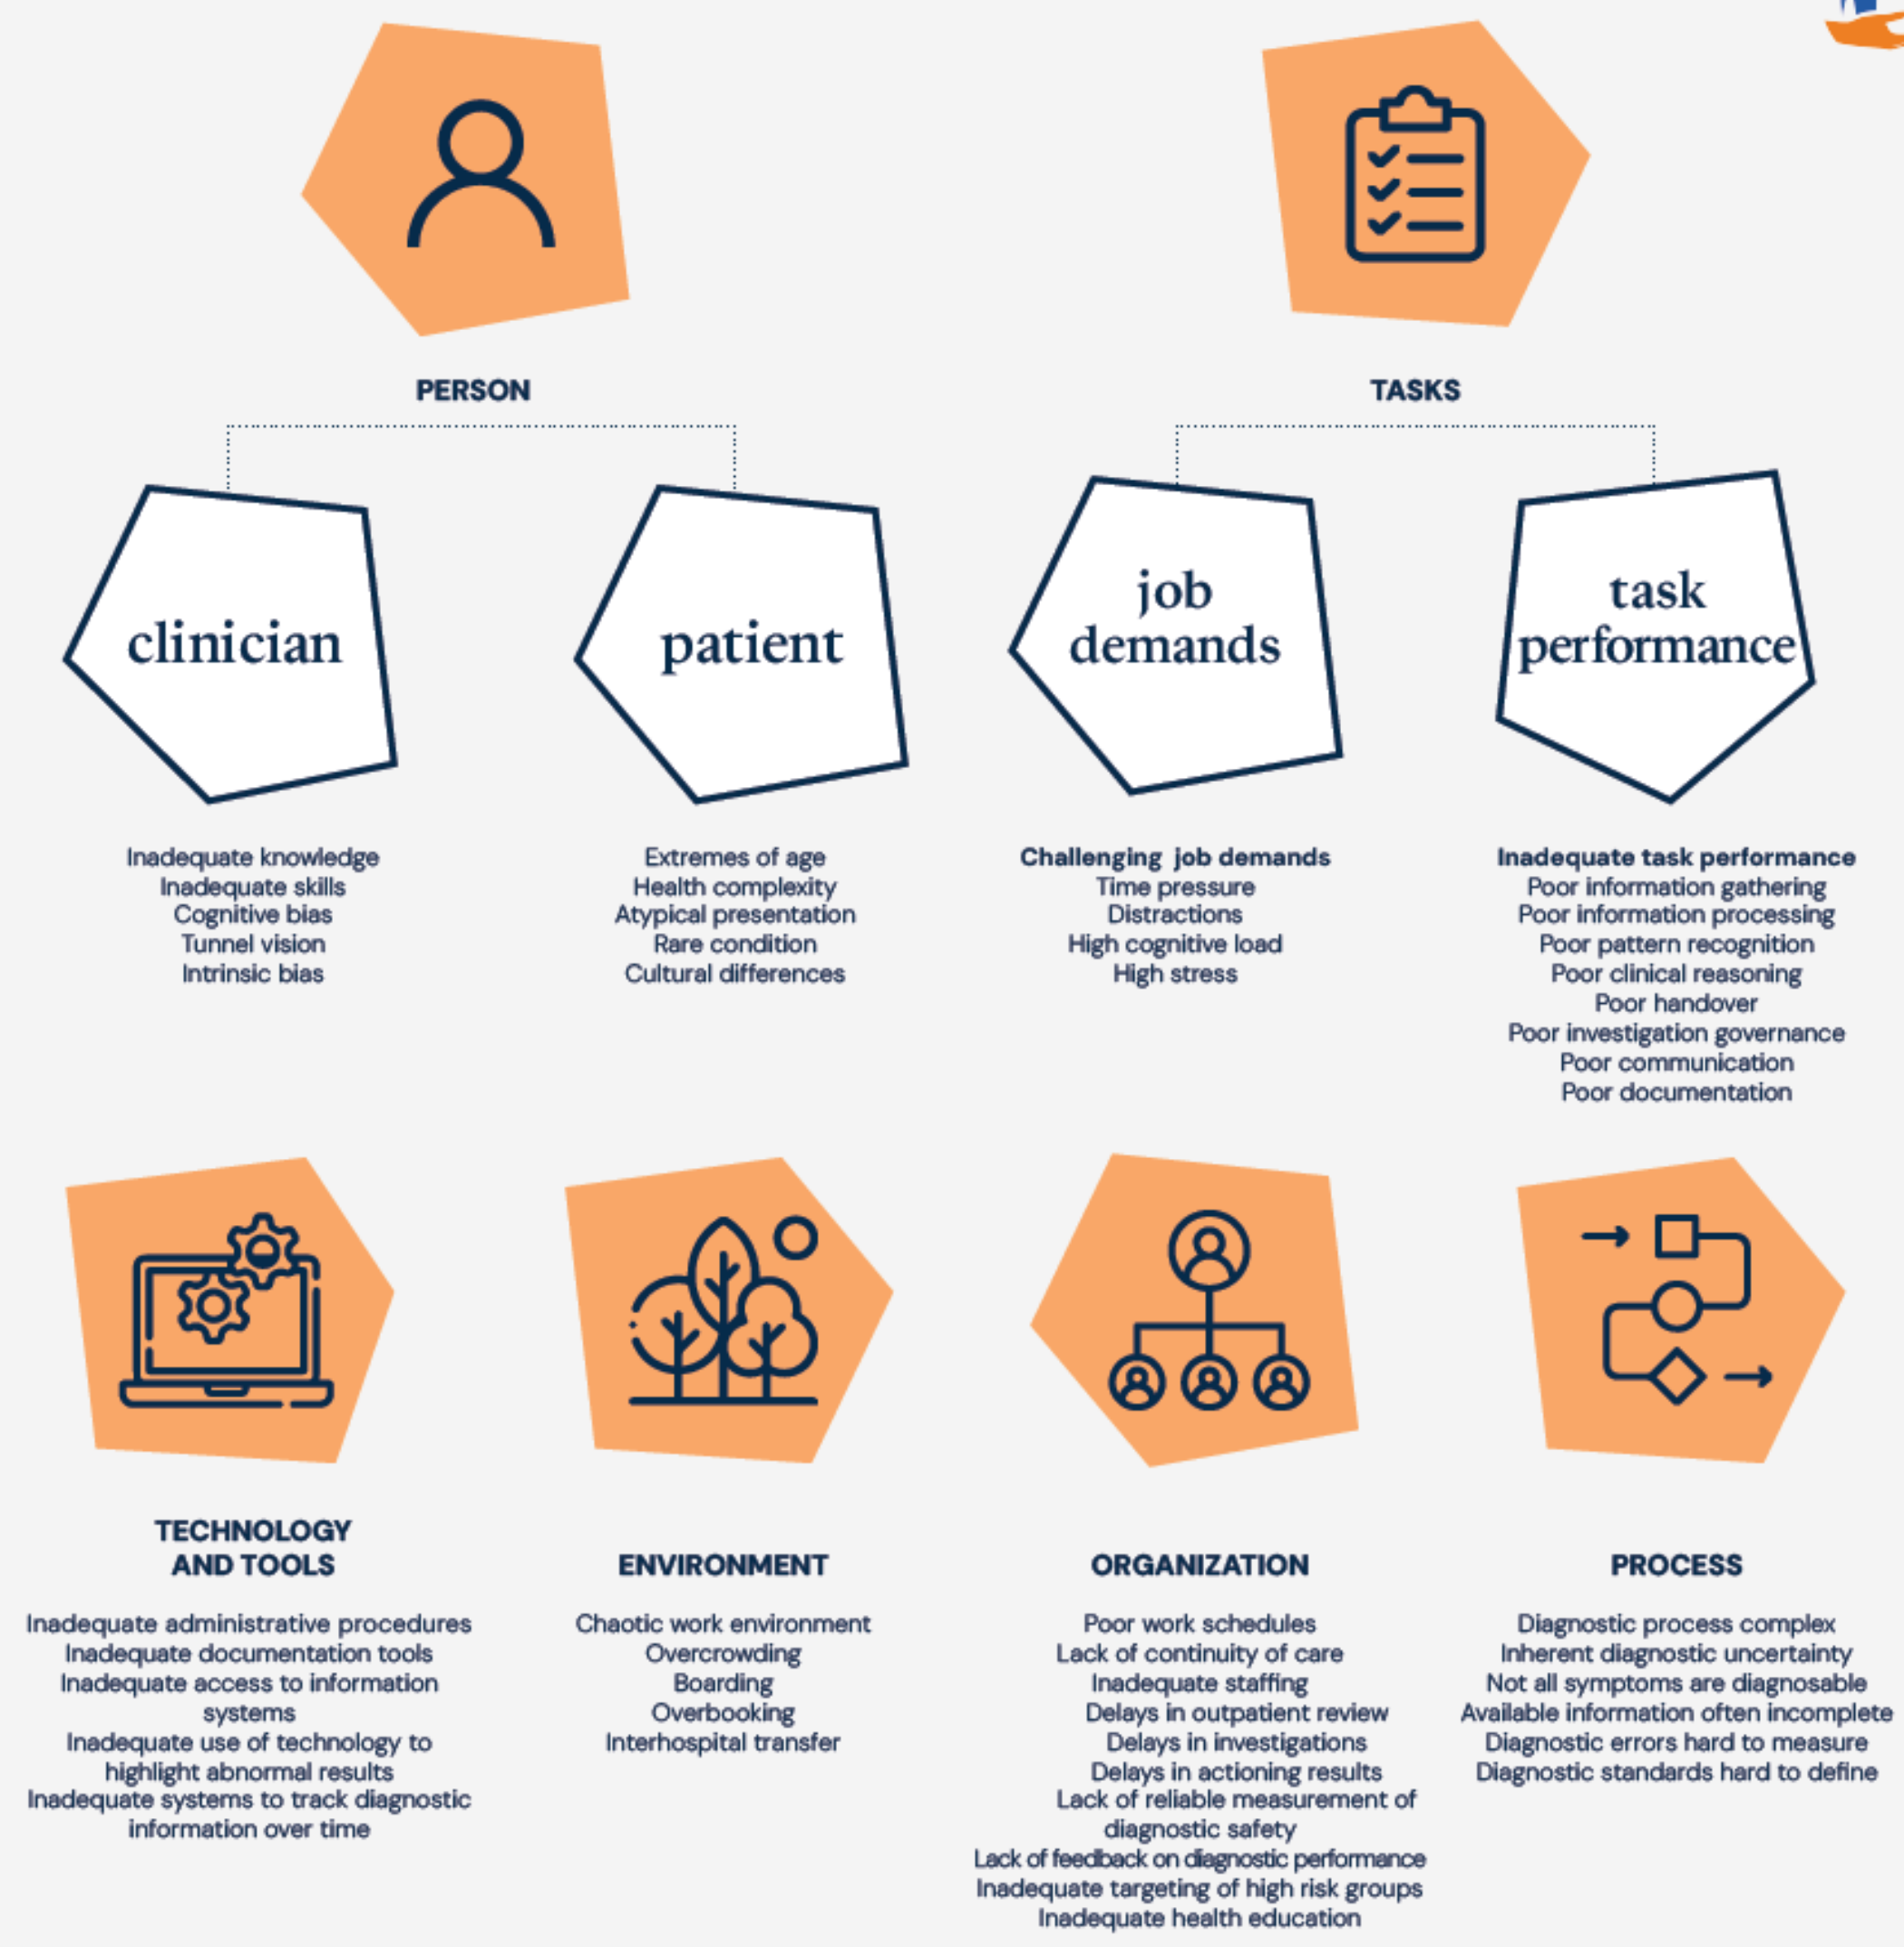 PERSON
TASKS
clinician
patient
job
demands
task
performance
Inadequate knowledge
Inadequate skills
Cognitive bias
Tunnel vision
Intrinsic bias
Extremes of age
Health complexity
Atypical presentation
Rare condition
Cultural differences
Challenging job demands
Time pressure
Distractions
High cognitive load
High stress
Inadequate task performance
Poor information gathering
Poor information processing
Poor pattern recognition
Poor clinical reasoning
Poor handover
Poor investigation governance
Poor communication
Poor documentation
TECHNOLOGY
AND TOOLS
Inadequate administrative procedures
Inadequate documentation tools
Inadequate access to information
systems
Inadequate use of technology to
highlight abnormal results
Inadequate systems to track diagnostic
information over time
ENVIRONMENT
Chaotic work environment
Overcrowding
Boarding
Overbooking
Interhospital transfer
ORGANIZATION
Poor work schedules
Lack of continuity of care
Inadequate staffing
Delays in outpatient review
Delays in investigations
Delays in actioning results
Lack of reliable measurement of
diagnostic safety
Lack of feedback on diagnostic performance
Inadequate targeting of high risk groups
Inadequate health education
PROCESS
Diagnostic process complex
Inherent diagnostic uncertainty
Not all symptoms are diagnosable
Available information often incomplete
Diagnostic errors hard to measure
Diagnostic standards hard to define